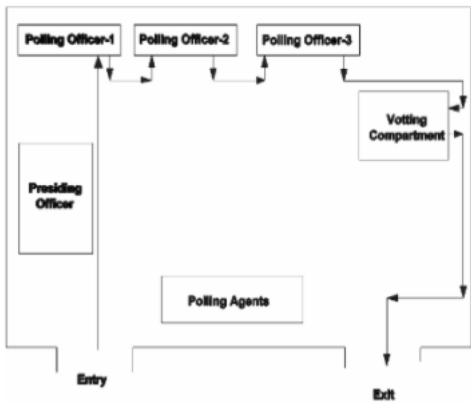 Polling Officer-1
Polling Officer-2
Polling Officer-3
Votting
Compartment
Presiding
Officer
Polling Agents
Entry
Exit